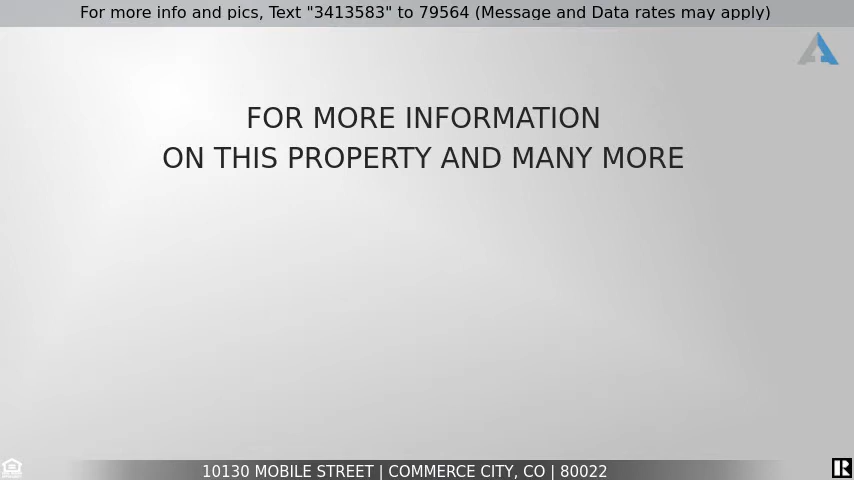 For more info and pics, Text "3413583" to 79564 (Message and Data rates may apply)
FOR MORE INFORMATION
ON THIS PROPERTY AND MANY MORE
10130 MOBILE STREET | COMMERCE CITY, CO | 80022